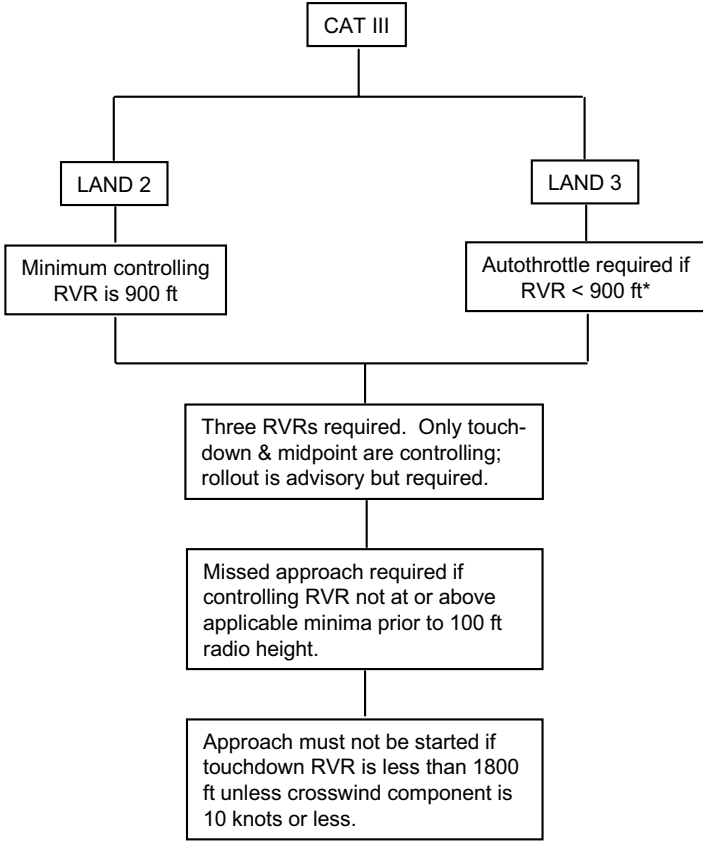 CAT III
LAND 2
LAND 3
Minimum controlling
RVR is 900 ft
Autothrottle required if
RVR < 900 ft*
Three RVRs required.  Only touch-
down & midpoint are controlling;
rollout is advisory but required.
Missed approach required if
controlling RVR not at or above
applicable minima prior to 100 ft
radio height.
Approach must not be started if
touchdown RVR is less than 1800
ft unless crosswind component is
10 knots or less.